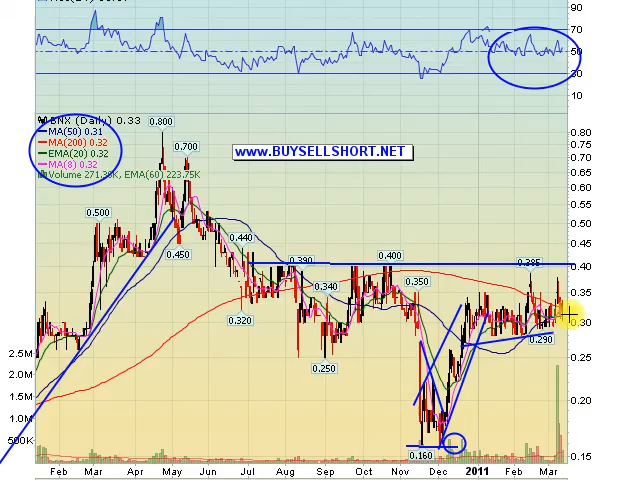 90
70
50
30
10
BNX (Daily) 0.33
MA(50) 0.31
MA(200) 0.32
EMA(20) 0.32
MA(8) 0.32
Volume 271.30K, EMA(60) 223.75K
www.BUYSELLSHORT.NET
0.800
0.700
0.500
0.450
0.440
0.320
0.390
0.340
0.250
0.400
0.350
0.160
0.385
0.290
0.80
0.75
0.70
0.65
0.60
0.55
0.50
0.45
0.40
0.35
0.30
0.25
0.20
0.15
2.5M
2.0M
1.5M
1.0M
500K
Feb Mar Apr May Jun Jul Aug Sep Oct Nov Dec 2011 Feb Mar